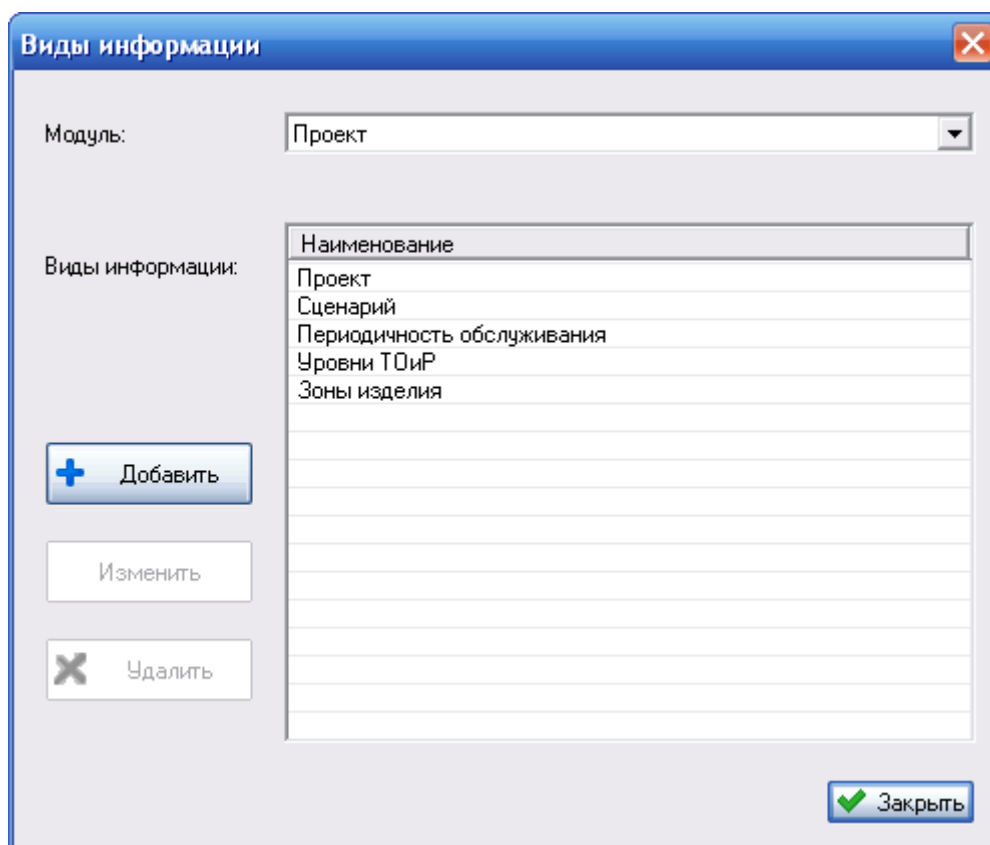 Виды информации
Модуль:
Проект
Виды информации:
Наименование
Проект
Сценарий
Периодичность обслуживания
Уровни ТОиР
Зоны изделия
Добавить
Изменить
Удалить
Закрыть